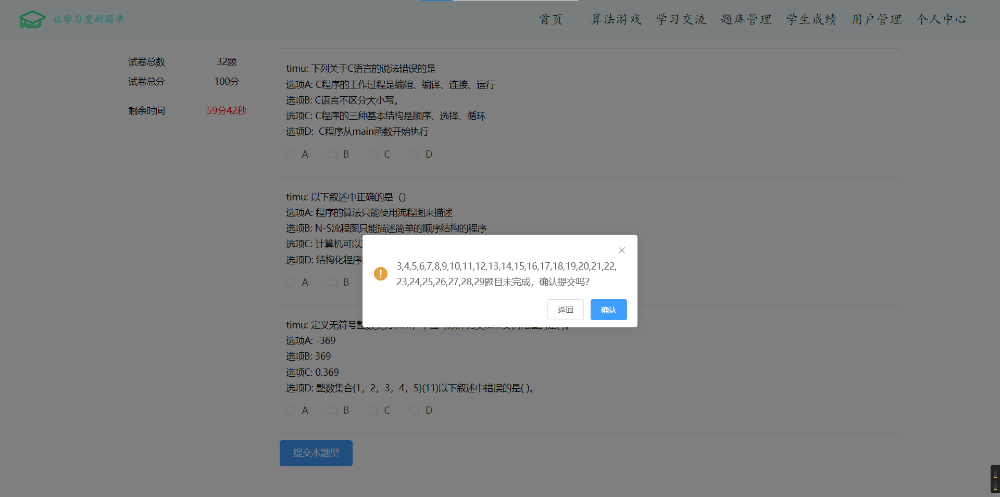 让学习变的简单
首页 算法游戏 学习交流 题库管理 学生成绩 用户管理 个人中心
试卷总数 32题
试卷总分 100分
剩余时间 59分42秒
timu: 下列关于C语言的说法错误的是
选项A: C程序的工作过程是编辑、编译、连接、运行
选项B: C语言不区分大小写。
选项C: C程序的三种基本结构是顺序、选择、循环
选项D: C程序从main函数开始执行
A B C D
timu: 以下叙述中正确的是（）
选项A: 程序的算法只能使用流程图来描述
选项B: N-S流程图只能描述简单的顺序结构的程序
选项C: 计算机可以
选项D: 结构化程序
A B
3,4,5,6,7,8,9,10,11,12,13,14,15,16,17,18,19,20,21,22,
23,24,25,26,27,28,29题目未完成，确认提交吗?
返回 确认
timu: 定义无符号整
选项A: -369
选项B: 369
选项C: 0.369
选项D: 整数集合{1，2，3，4，5}(11)以下叙述中错误的是( )。
A B C D
提交本题型